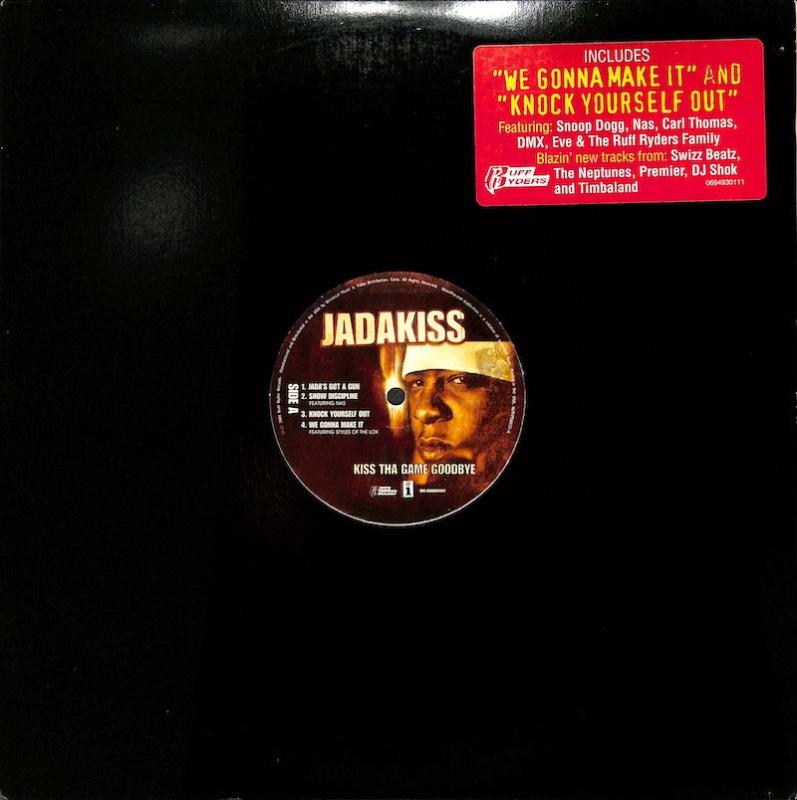 INCLUDES
"WE GONNA MAKE IT" AND
"KNOCK YOURSELF OUT"
Featuring: Snoop Dogg, Nas, Carl Thomas,
DMX, Eve & The Ruff Ryders Family
Blazin' new tracks from: Swizz Beatz,
The Neptunes, Premier, DJ Shok
and Timbaland
RUFF
RYDERS
0694930111
JADAKISS
SIDE A
1. JADA'S GOT A GUN
2. SHOW DISCIPLINE
FEATURING NAS
3. KNOCK YOURSELF OUT
4. WE GONNA MAKE IT
FEATURING STYLES OF THE LOX
KISS THA GAME GOODBYE